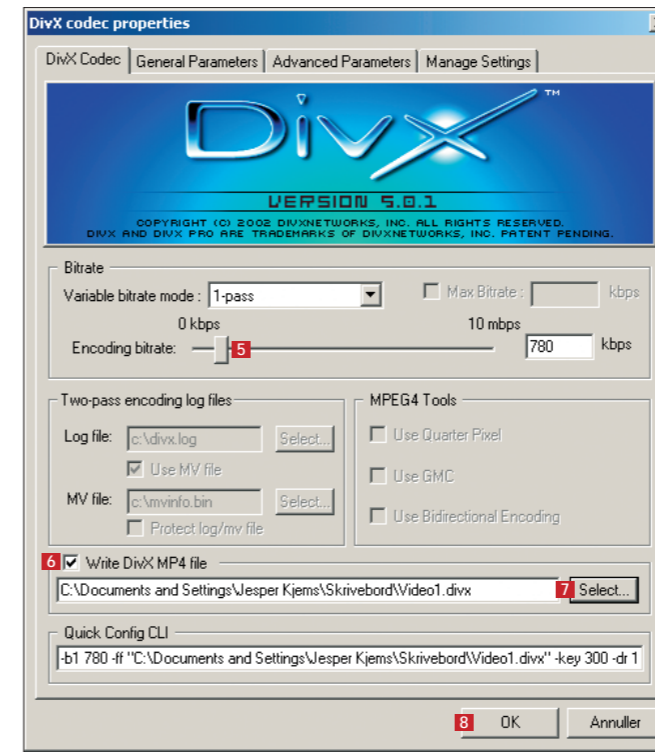 DivX codec properties
DivX Codec General Parameters Advanced Parameters Manage Settings
DivX ™
VERSION 5.0.1
COPYRIGHT (C) 2002 DIVXNETWORKS, INC. ALL RIGHTS RESERVED.
DIVX AND DIVX PRO ARE TRADEMARKS OF DIVXNETWORKS, INC. PATENT PENDING.
Bitrate
Variable bitrate mode : 1-pass Max Bitrate : kbps
0 kbps 10 mbps
Encoding bitrate: 5 780 kbps
Two-pass encoding log files
Log file: c:\divx.log Select...
Use MV file
MV file: c:\mvinfo.bin Select...
Protect log/mv file
MPEG4 Tools
Use Quarter Pixel
Use GMC
Use Bidirectional Encoding
6 Write DivX MP4 file
C:\Documents and Settings\Jesper Kjems\Skrivebord\Video1.divx 7 Select...
Quick Config CLI
-b1 780 -ff "C:\Documents and Settings\Jesper Kjems\Skrivebord\Video1.divx" -key 300 -dr 1
8 OK Annuller